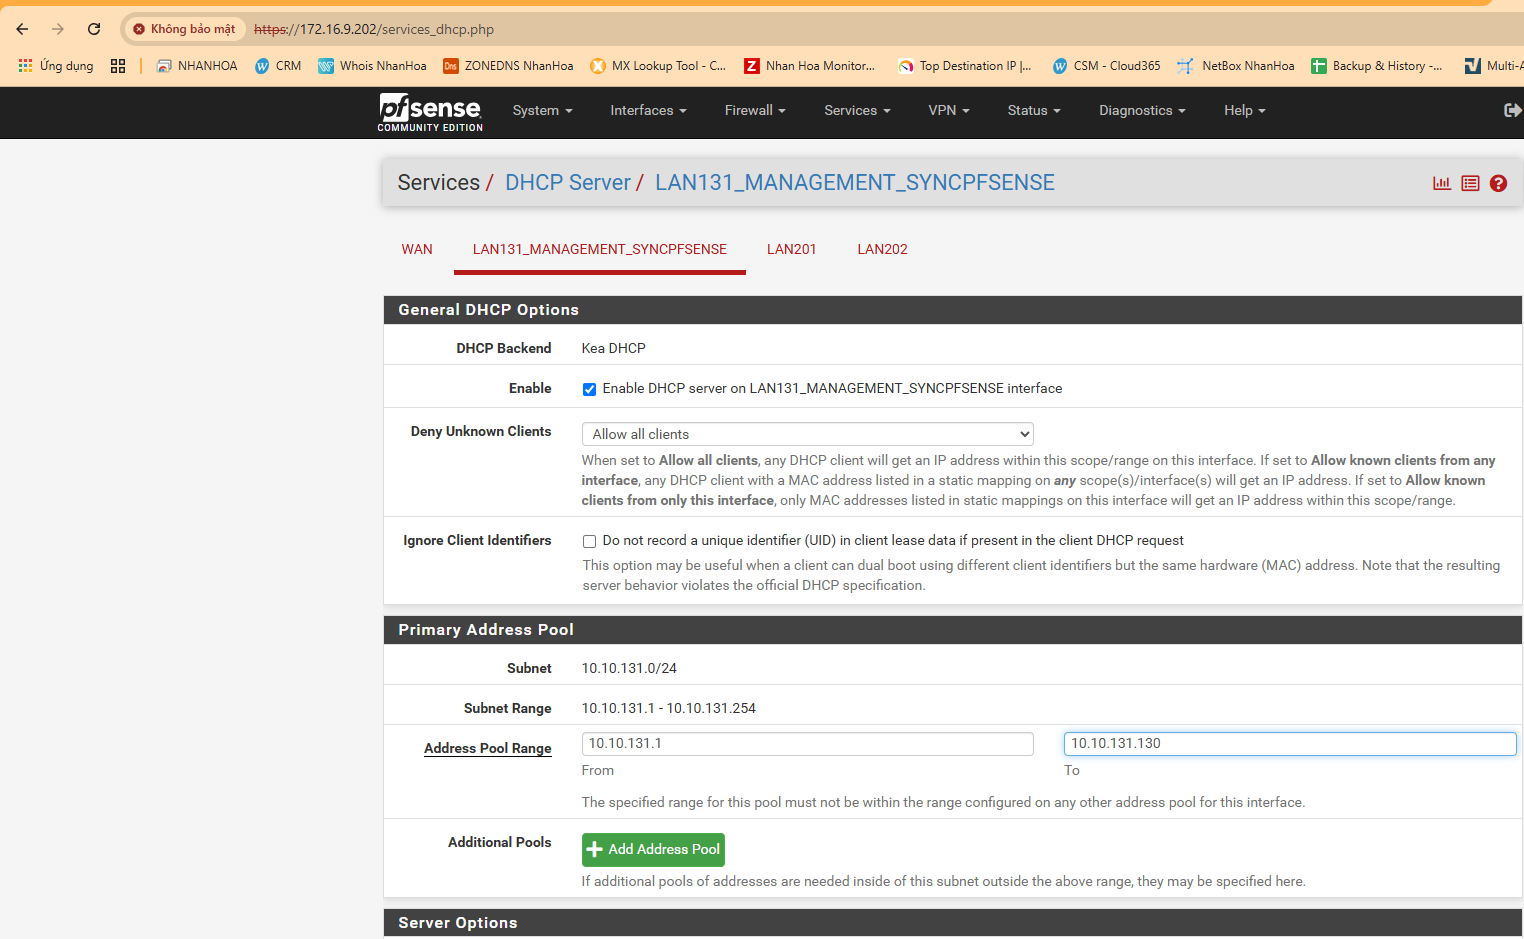 Không bảo mật https://172.16.9.202/services_dhcp.php
Ứng dụng NHANHOA CRM Whois NhanHoa Dns ZONEDNS NhanHoa MX Lookup Tool - C... Z Nhan Hoa Monitor... Top Destination IP |... CSM - Cloud365 NetBox NhanHoa Backup & History -... Multi-A
pfsense COMMUNITY EDITION System Interfaces Firewall Services VPN Status Diagnostics Help
Services / DHCP Server / LAN131_MANAGEMENT_SYNCPFSENSE
WAN LAN131_MANAGEMENT_SYNCPFSENSE LAN201 LAN202
General DHCP Options
DHCP Backend Kea DHCP
Enable Enable DHCP server on LAN131_MANAGEMENT_SYNCPFSENSE interface
Deny Unknown Clients Allow all clients
When set to Allow all clients, any DHCP client will get an IP address within this scope/range on this interface. If set to Allow known clients from any
interface, any DHCP client with a MAC address listed in a static mapping on any scope(s)/interface(s) will get an IP address. If set to Allow known
clients from only this interface, only MAC addresses listed in static mappings on this interface will get an IP address within this scope/range.
Ignore Client Identifiers Do not record a unique identifier (UID) in client lease data if present in the client DHCP request
This option may be useful when a client can dual boot using different client identifiers but the same hardware (MAC) address. Note that the resulting
server behavior violates the official DHCP specification.
Primary Address Pool
Subnet 10.10.131.0/24
Subnet Range 10.10.131.1 - 10.10.131.254
Address Pool Range 10.10.131.1 10.10.131.130
From To
The specified range for this pool must not be within the range configured on any other address pool for this interface.
Additional Pools Add Address Pool
If additional pools of addresses are needed inside of this subnet outside the above range, they may be specified here.
Server Options